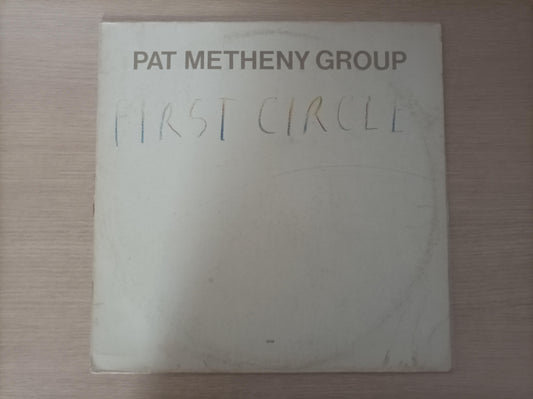 PAT METHENY GROUP
FIRST CIRCLE